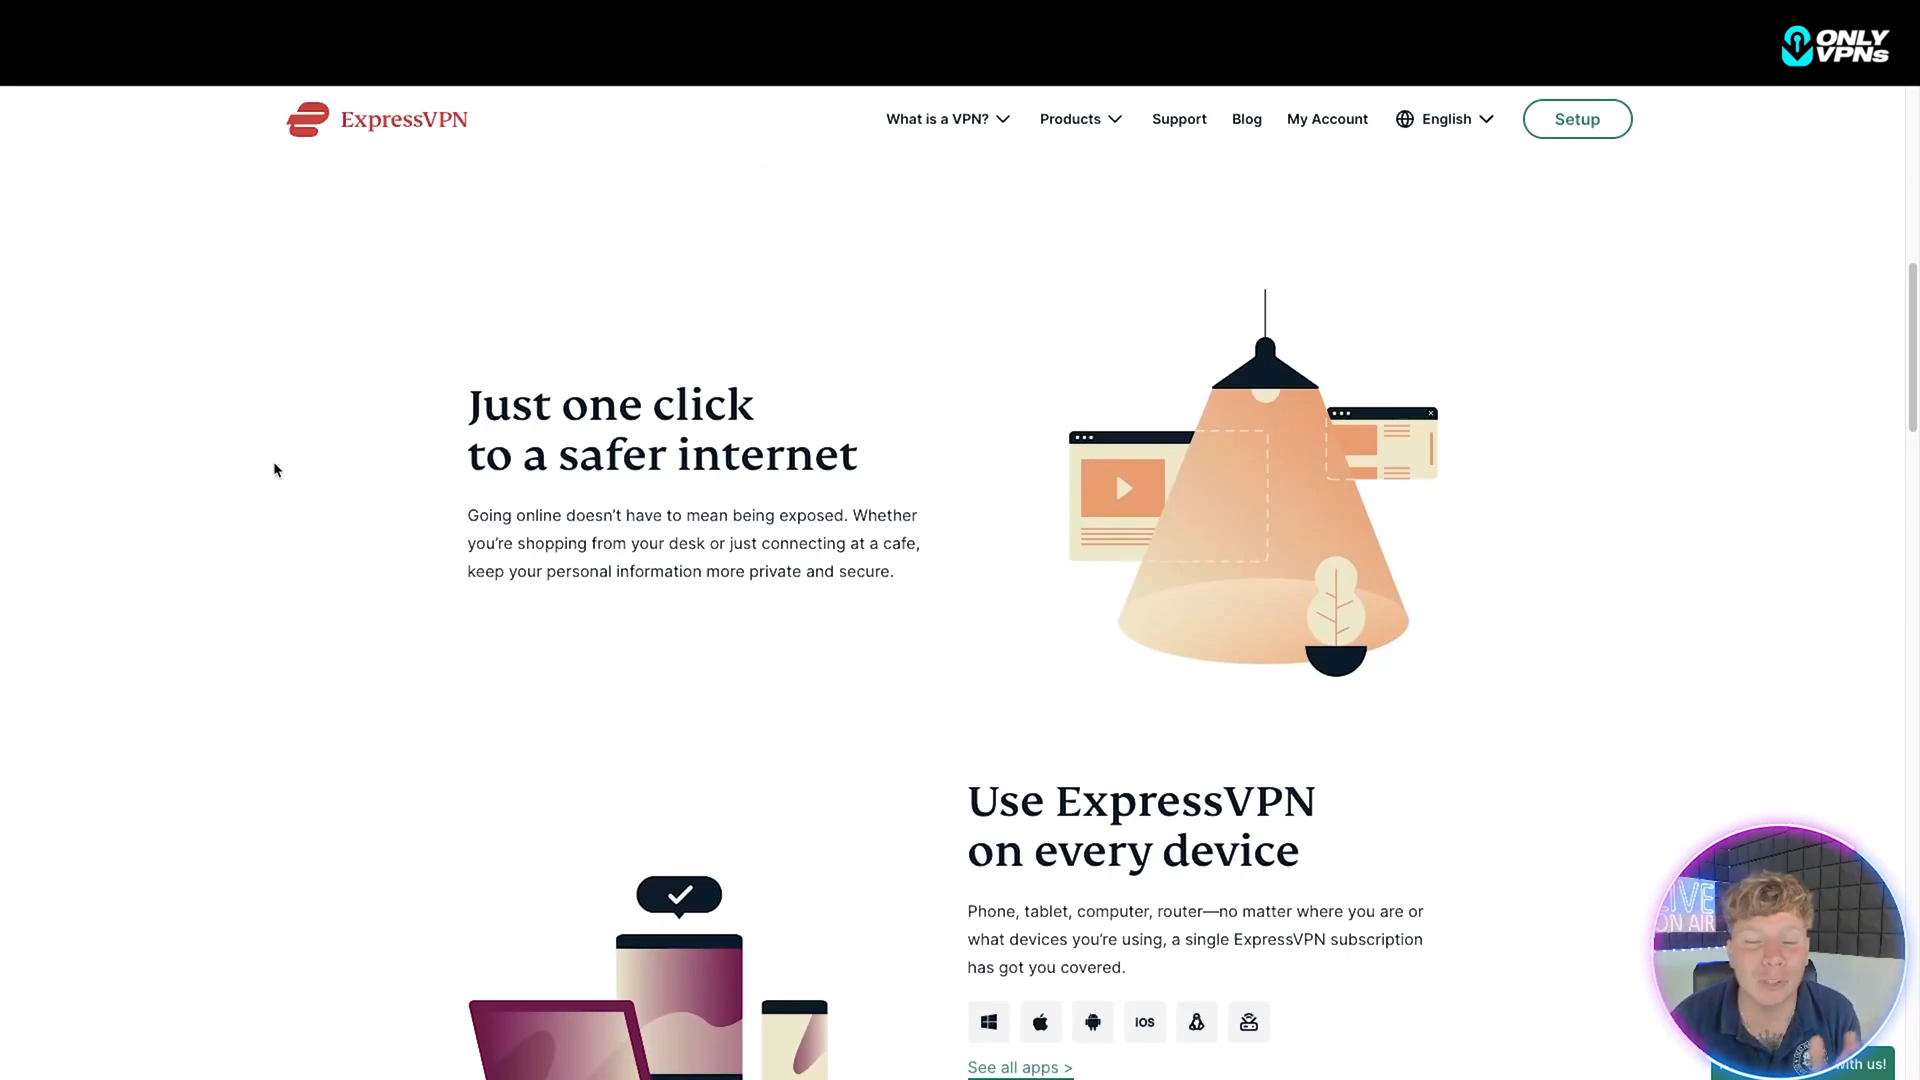 ONLY
VPNs
ExpressVPN
What is a VPN?
Products
Support
Blog
My Account
English
Setup
Just one click
to a safer internet
Going online doesn’t have to mean being exposed. Whether
you’re shopping from your desk or just connecting at a cafe,
keep your personal information more private and secure.
Use ExpressVPN
on every device
Phone, tablet, computer, router—no matter where you are or
what devices you’re using, a single ExpressVPN subscription
has got you covered.
iOS
See all apps >
LIVE
ON AIR
with us!